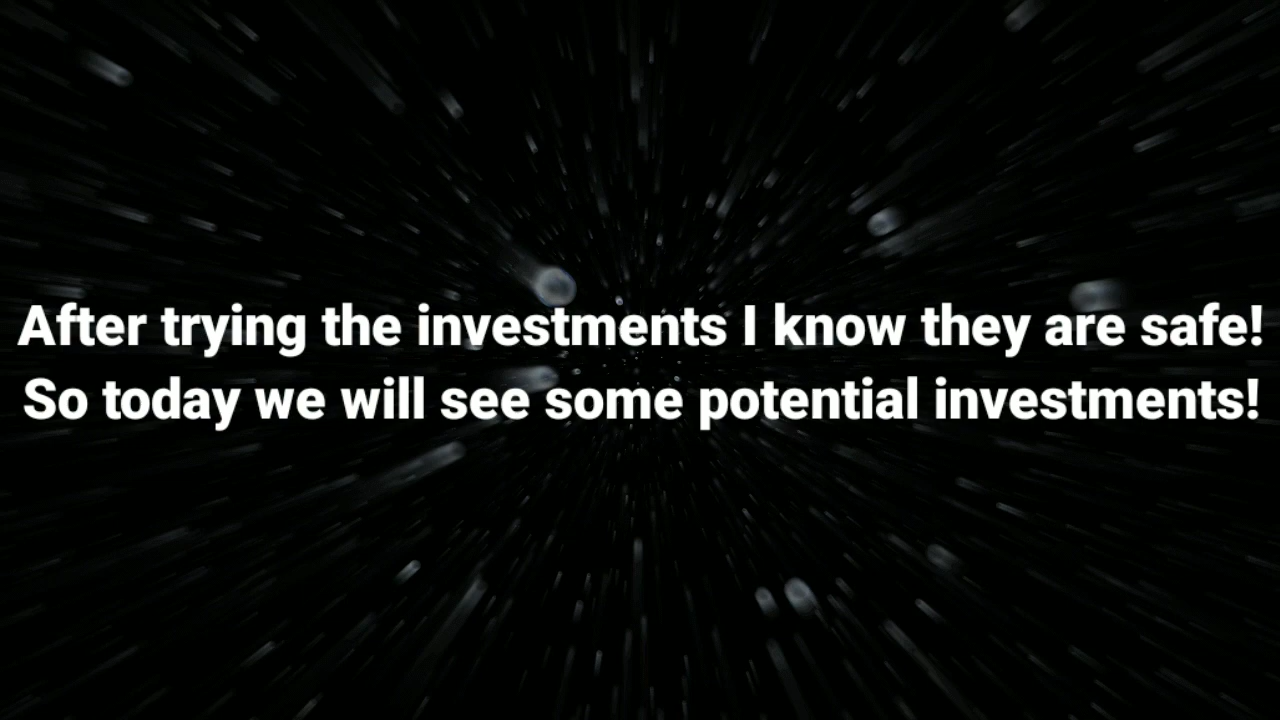 After trying the investments I know they are safe!
So today we will see some potential investments!